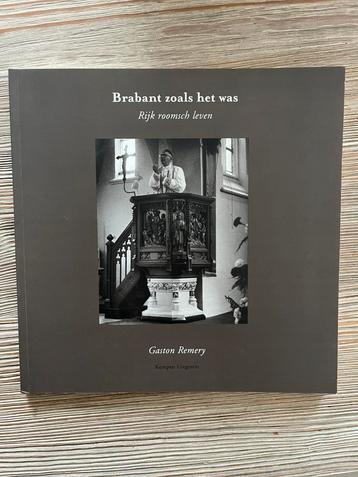 Brabant zoals het was
Rijk roomsch leven
Gaston Remery
Kempen Uitgevers